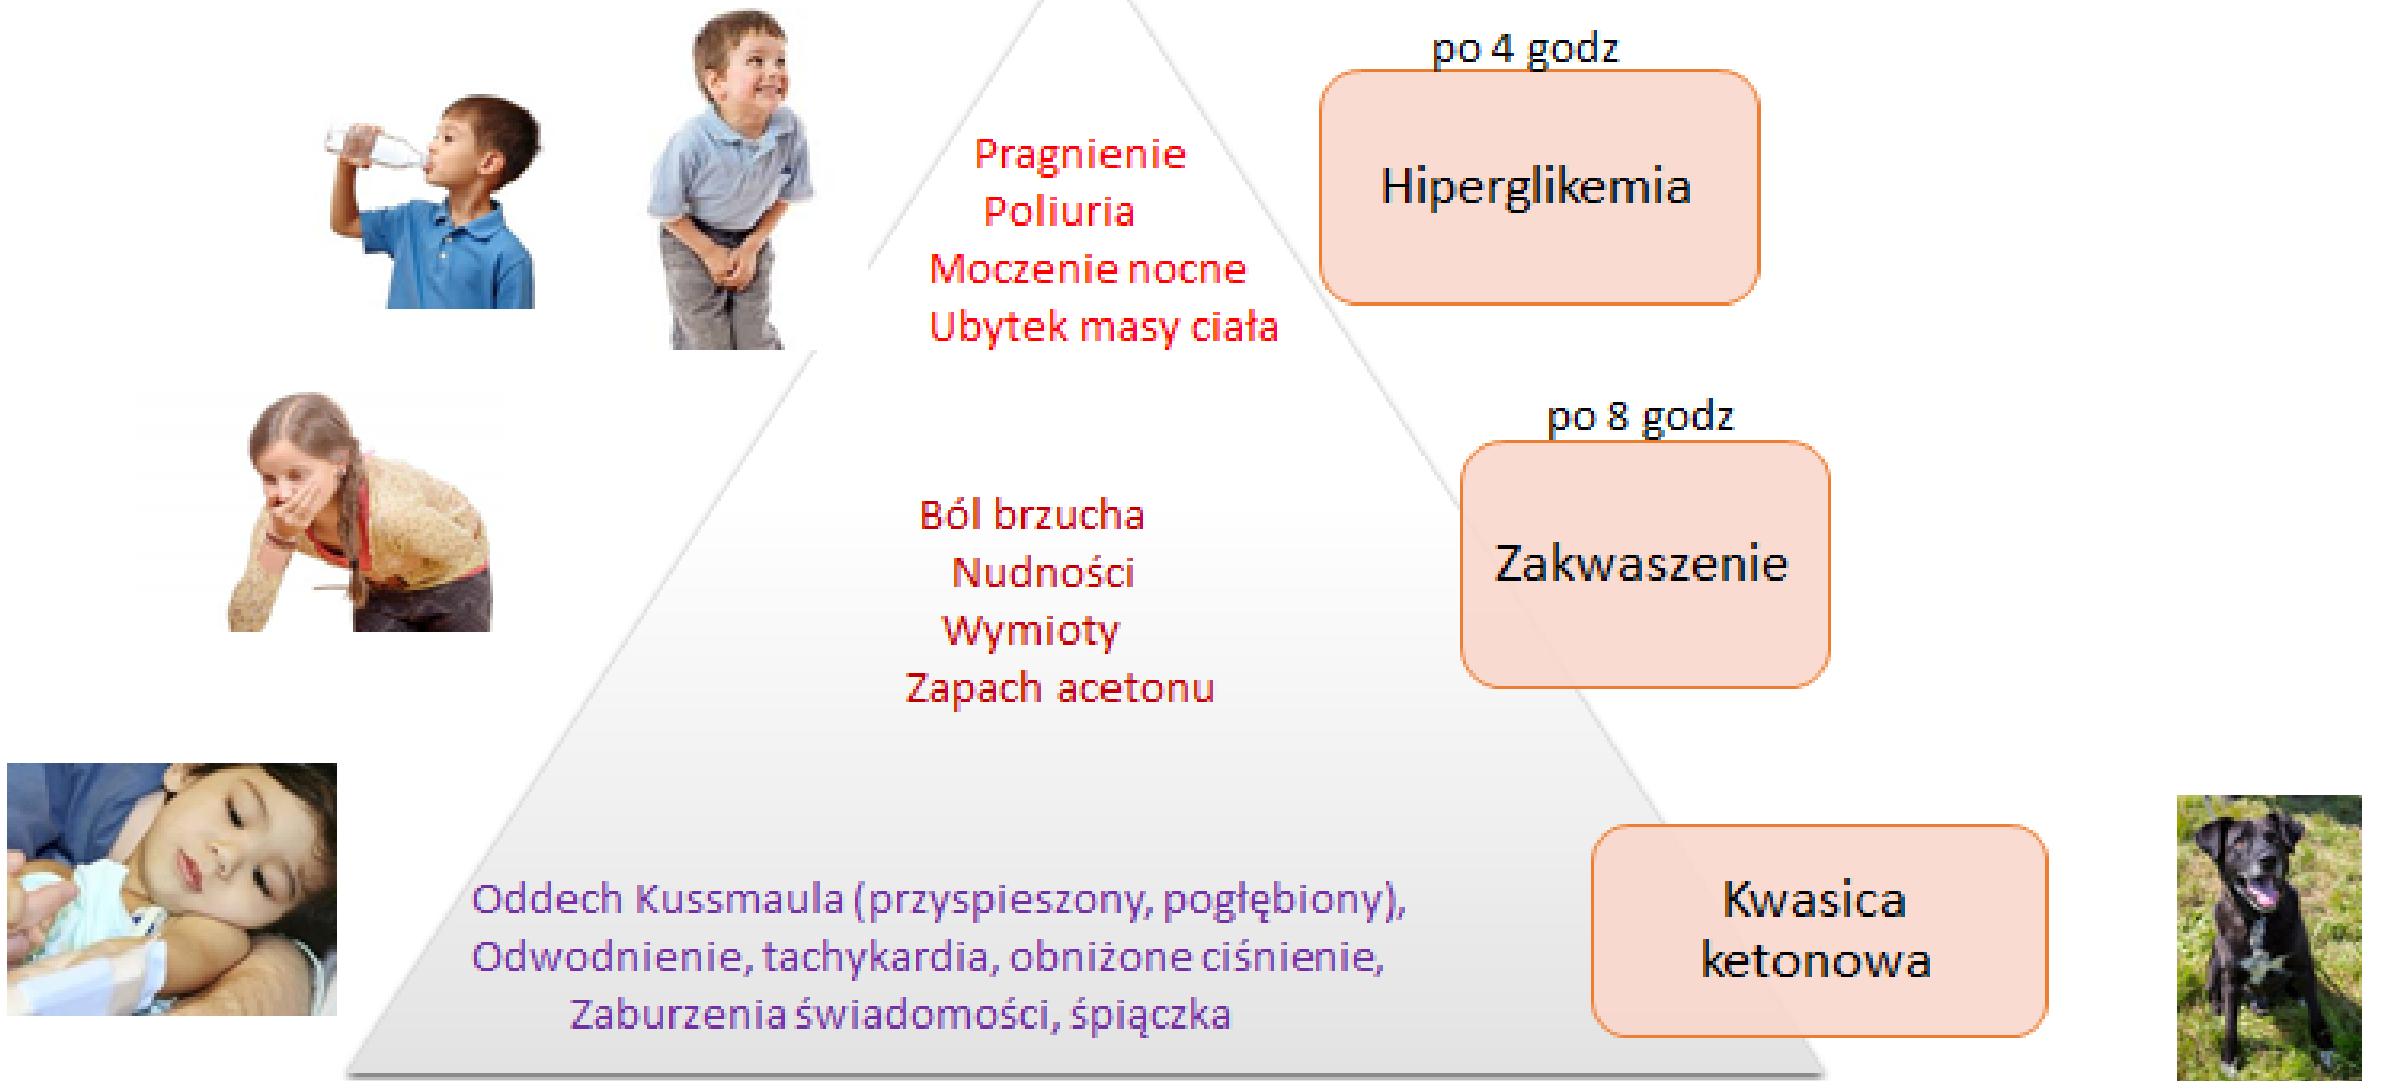 po 4 godz
Hiperglikemia
Pragnienie
Poliuria
Moczenie nocne
Ubytek masy ciała
po 8 godz
Zakwaszenie
Ból brzucha
Nudności
Wymioty
Zapach acetonu
Kwasica
ketonowa
Oddech Kussmaula (przyspieszony, pogłębiony),
Odwodnienie, tachykardia, obniżone ciśnienie,
Zaburzenia świadomości, śpiączka